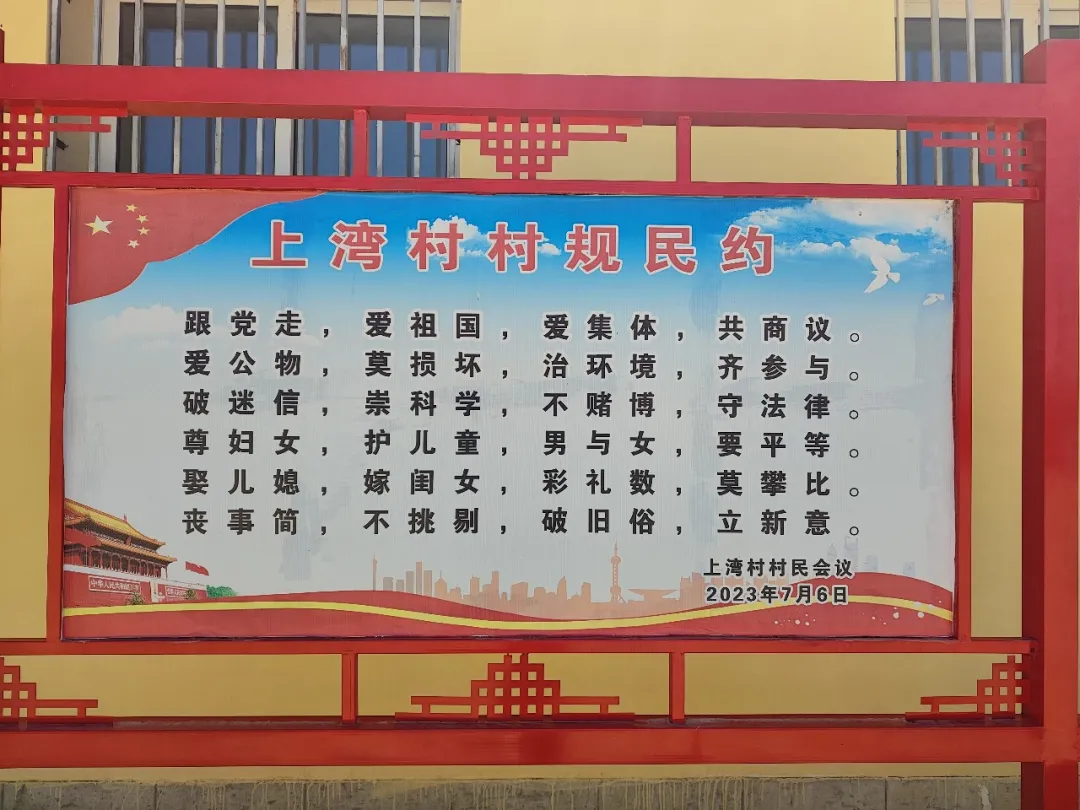 上湾村村规民约
跟党走，爱祖国，爱集体，共商议。
爱公物，莫损坏，治环境，齐参与。
破迷信，崇科学，不赌博，守法律。
尊妇女，护儿童，男与女，要平等。
娶儿媳，嫁闺女，彩礼数，莫攀比。
丧事简，不挑剔，破旧俗，立新意。
上湾村村民会议
2023年7月6日